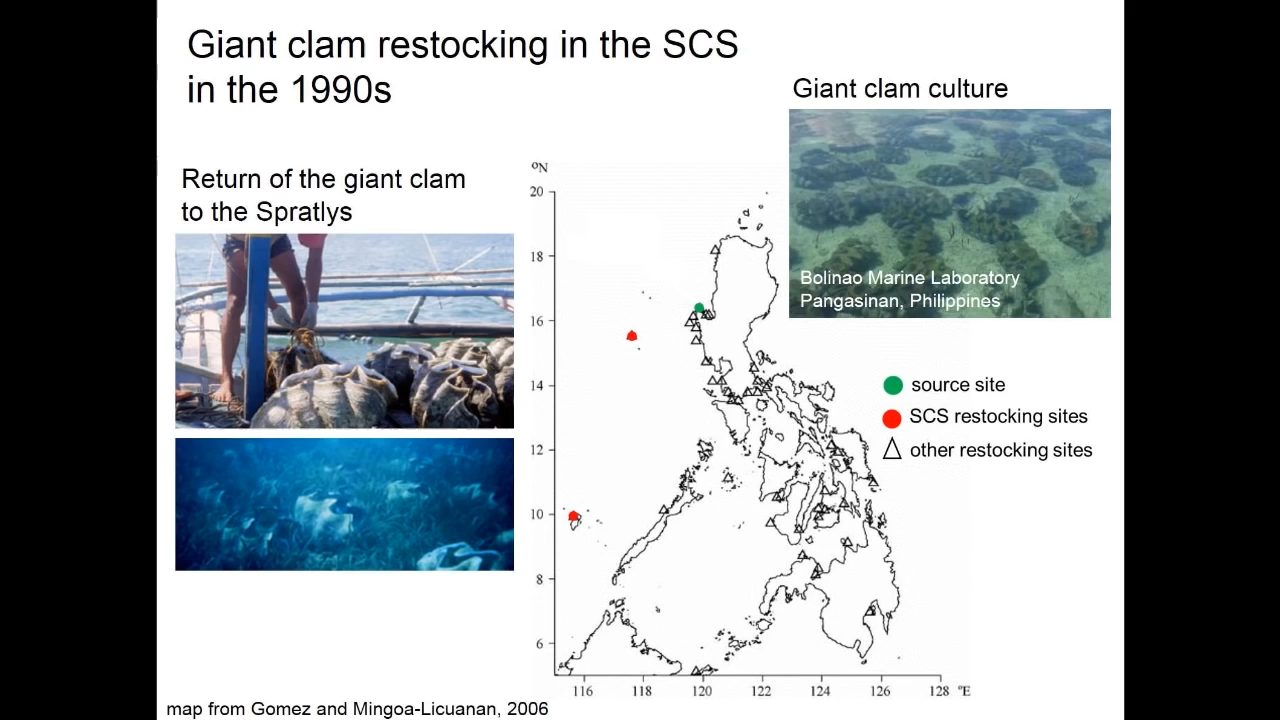 Giant clam restocking in the SCS
in the 1990s
Giant clam culture
Bolinao Marine Laboratory
Pangasinan, Philippines
Return of the giant clam
to the Spratlys
oN
20
18
16
14
12
10
8
6
116 118 120 122 124 126 128 °E
source site
SCS restocking sites
other restocking sites
map from Gomez and Mingoa-Licuanan, 2006